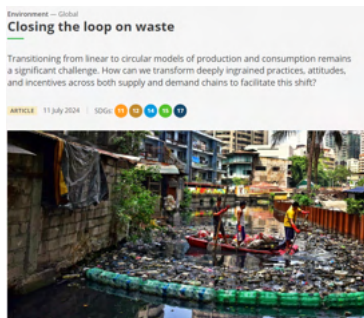 Environment — Global
Closing the loop on waste
Transitioning from linear to circular models of production and consumption remains
a significant challenge. How can we transform deeply ingrained practices, attitudes,
and incentives across both supply and demand chains to facilitate this shift?
ARTICLE 11 July 2024 SDGs: 11 12 14 15 17